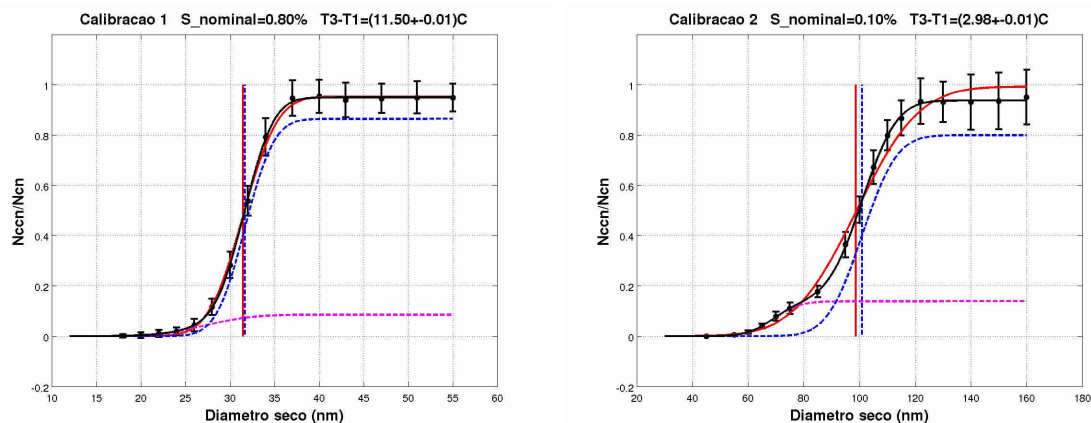 Calibracao 1 S_nominal=0.80% T3-T1=(11.50+-0.01)C
Nccn/Ncn
1
0.8
0.6
0.4
0.2
0
-0.2
10 15 20 25 30 35 40 45 50 55 60
Diametro seco (nm)
Calibracao 2 S_nominal=0.10% T3-T1=(2.98+-0.01)C
Nccn/Ncn
1
0.8
0.6
0.4
0.2
0
-0.2
20 40 60 80 100 120 140 160 180
Diametro seco (nm)